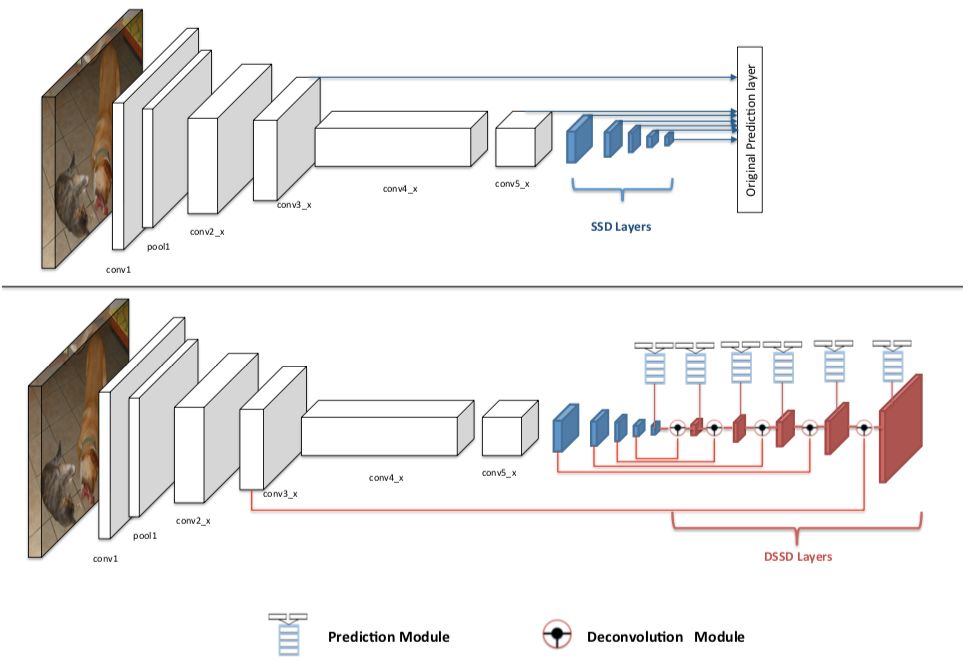 Original Prediction layer
conv4_x
conv5_x
conv3_x
SSD Layers
conv2_x
pool1
conv1
conv3_x
conv4_x
conv5_x
conv2_x
pool1
conv1
DSSD Layers
Prediction Module
Deconvolution Module